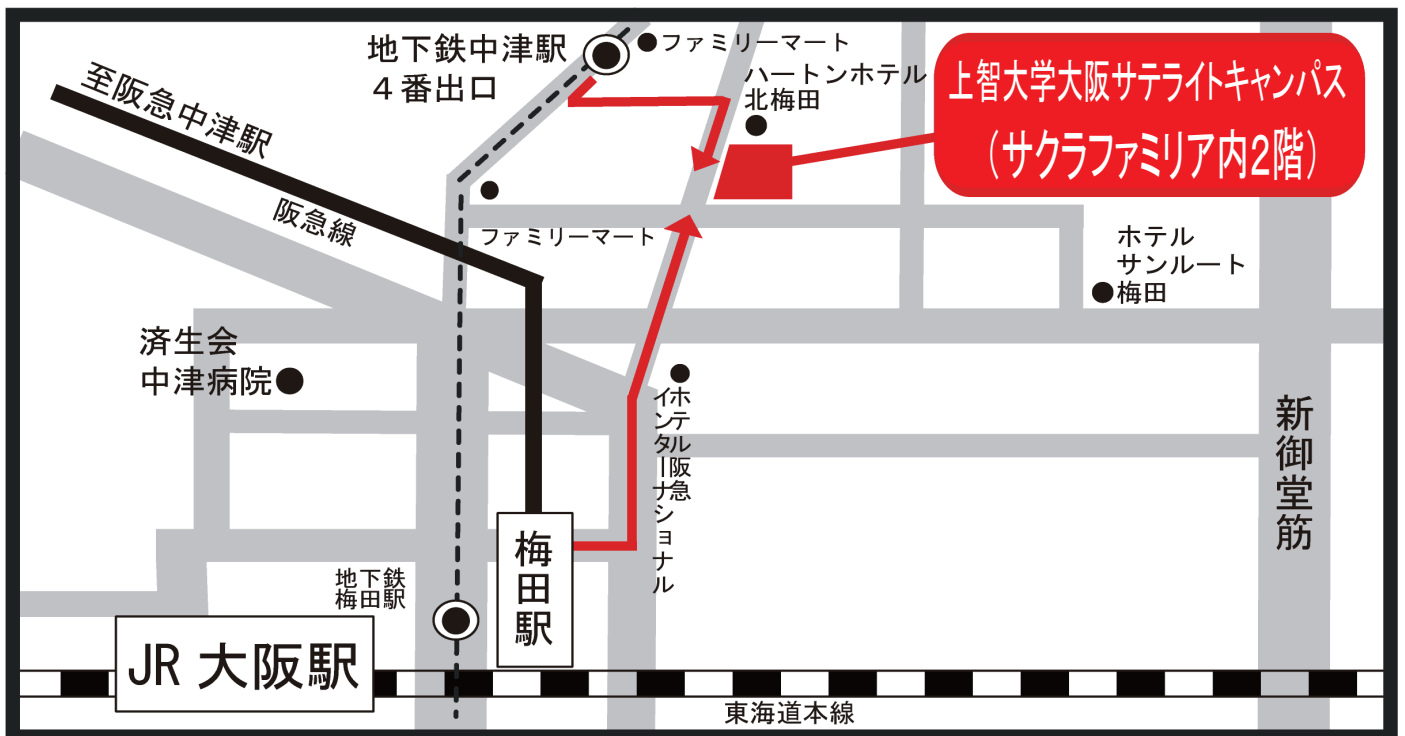 地下鉄中津駅
４番出口
ファミリーマート
ハートンホテル
北梅田
上智大学大阪サテライトキャンパス
（サクラファミリア内2階）
至阪急中津駅
阪急線
ファミリーマート
ホテル
サンルート
梅田
済生会
中津病院
ホテル阪急
インターナショナル
新御堂筋
梅田駅
地下鉄
梅田駅
JR 大阪駅
東海道本線